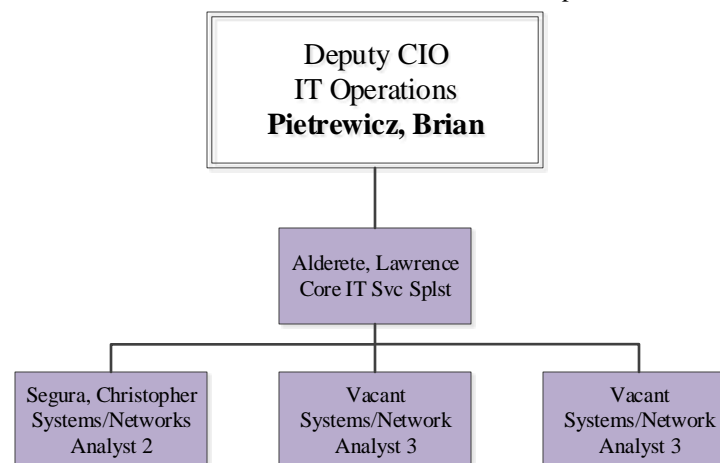 Deputy CIO
IT Operations
Pietrewicz, Brian
Alderete, Lawrence
Core IT Svc Splst
Segura, Christopher
Systems/Networks
Analyst 2
Vacant
Systems/Network
Analyst 3
Vacant
Systems/Network
Analyst 3